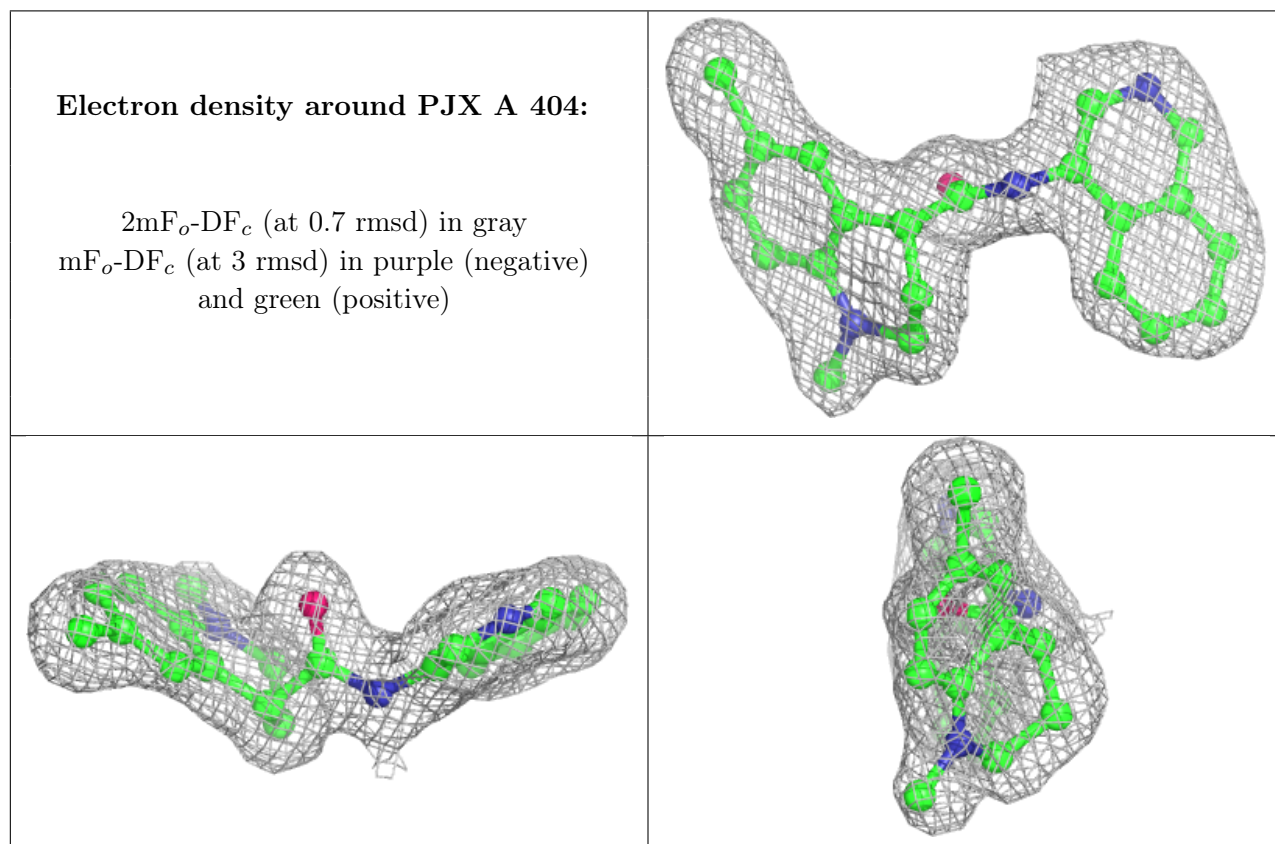 Electron density around PJX A 404:
2mFo-DFc (at 0.7 rmsd) in gray
mFo-DFc (at 3 rmsd) in purple (negative)
and green (positive)